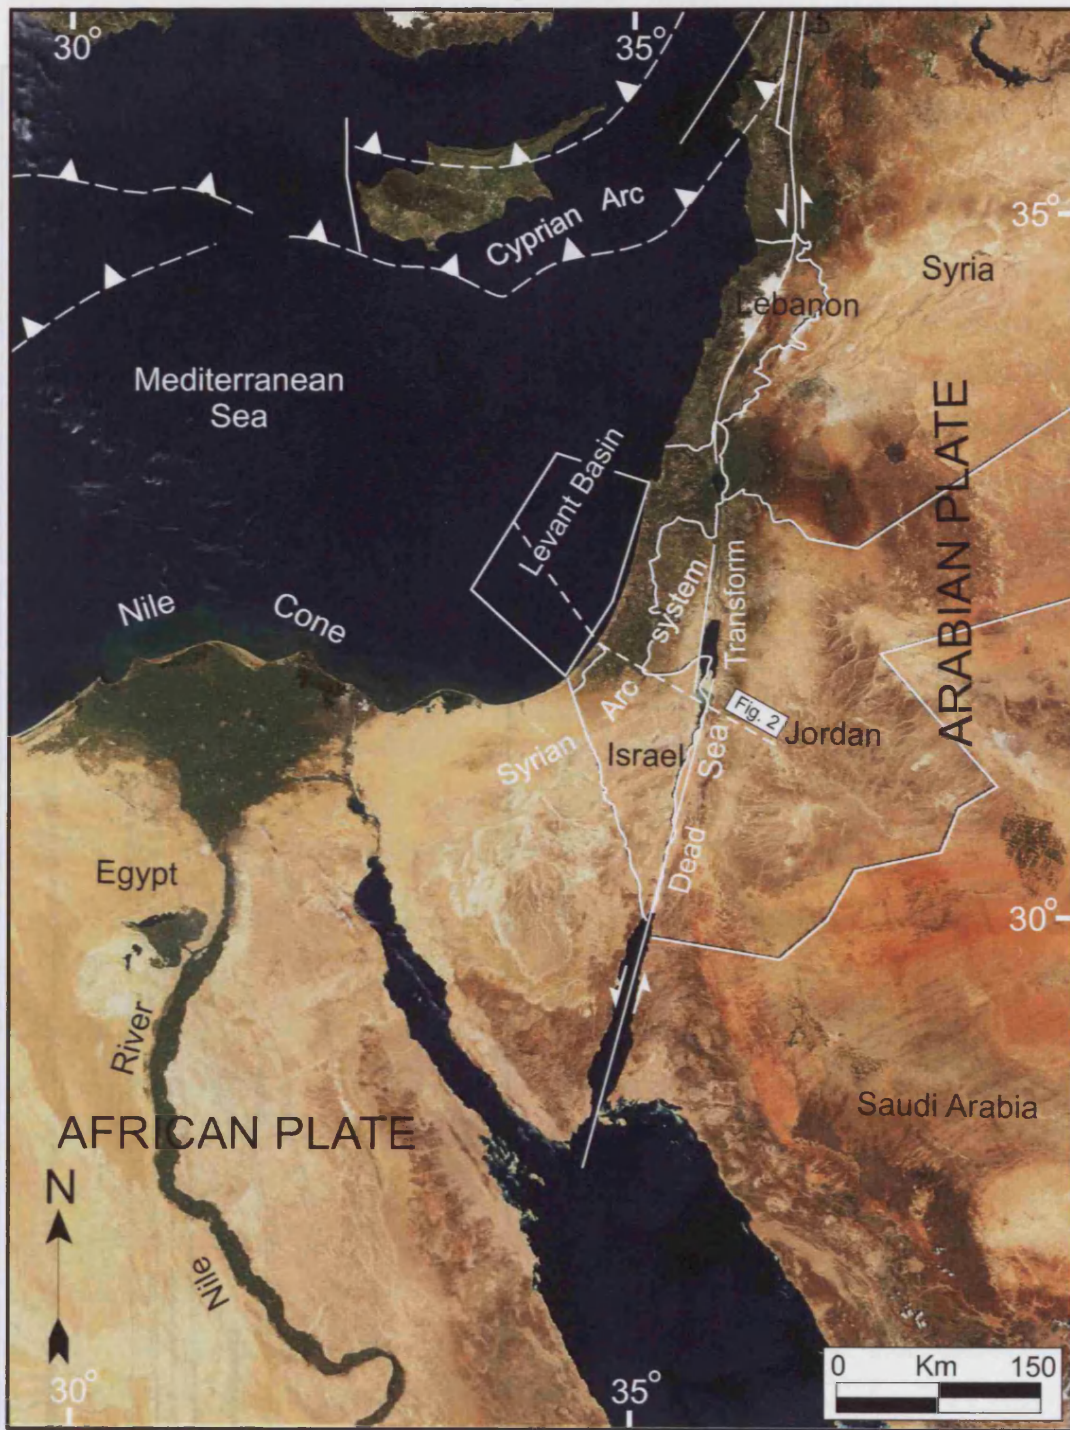 30°
35°
Cyprian Arc
35°
Syria
Lebanon
Mediterranean
Sea
ARABIAN PLATE
Levant Basin
Nile Cone
Syrian Arc system
Dead Sea Transform
Fig. 2
Jordan
Israel
Egypt
30°
River
Nile
Saudi Arabia
AFRICAN PLATE
N
0 Km 150
30°
35°